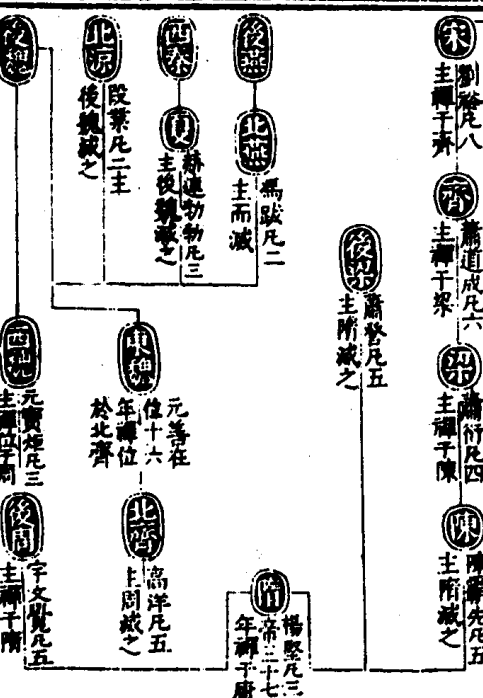 宋
劉裕凡八
主禪于齊
齊
蕭道成凡六
主禪于梁
梁
蕭衍凡四
主禪于陳
陳
陳霸先凡五
主隋滅之
後梁
蕭詧凡五
主隋滅之
後燕
北燕
馮跋凡二
主而滅
西秦
夏
赫連勃勃凡三
主後魏滅之
北涼
段業凡二主
後魏滅之
後魏
東魏
元善在
位十六
年禪位
於北齊
北齊
高洋凡五
主周滅之
西魏
元寶炬凡三
主禪位于周
後周
宇文覺凡五
主禪于隋
隋
楊堅凡三
帝三十七
年禪于唐